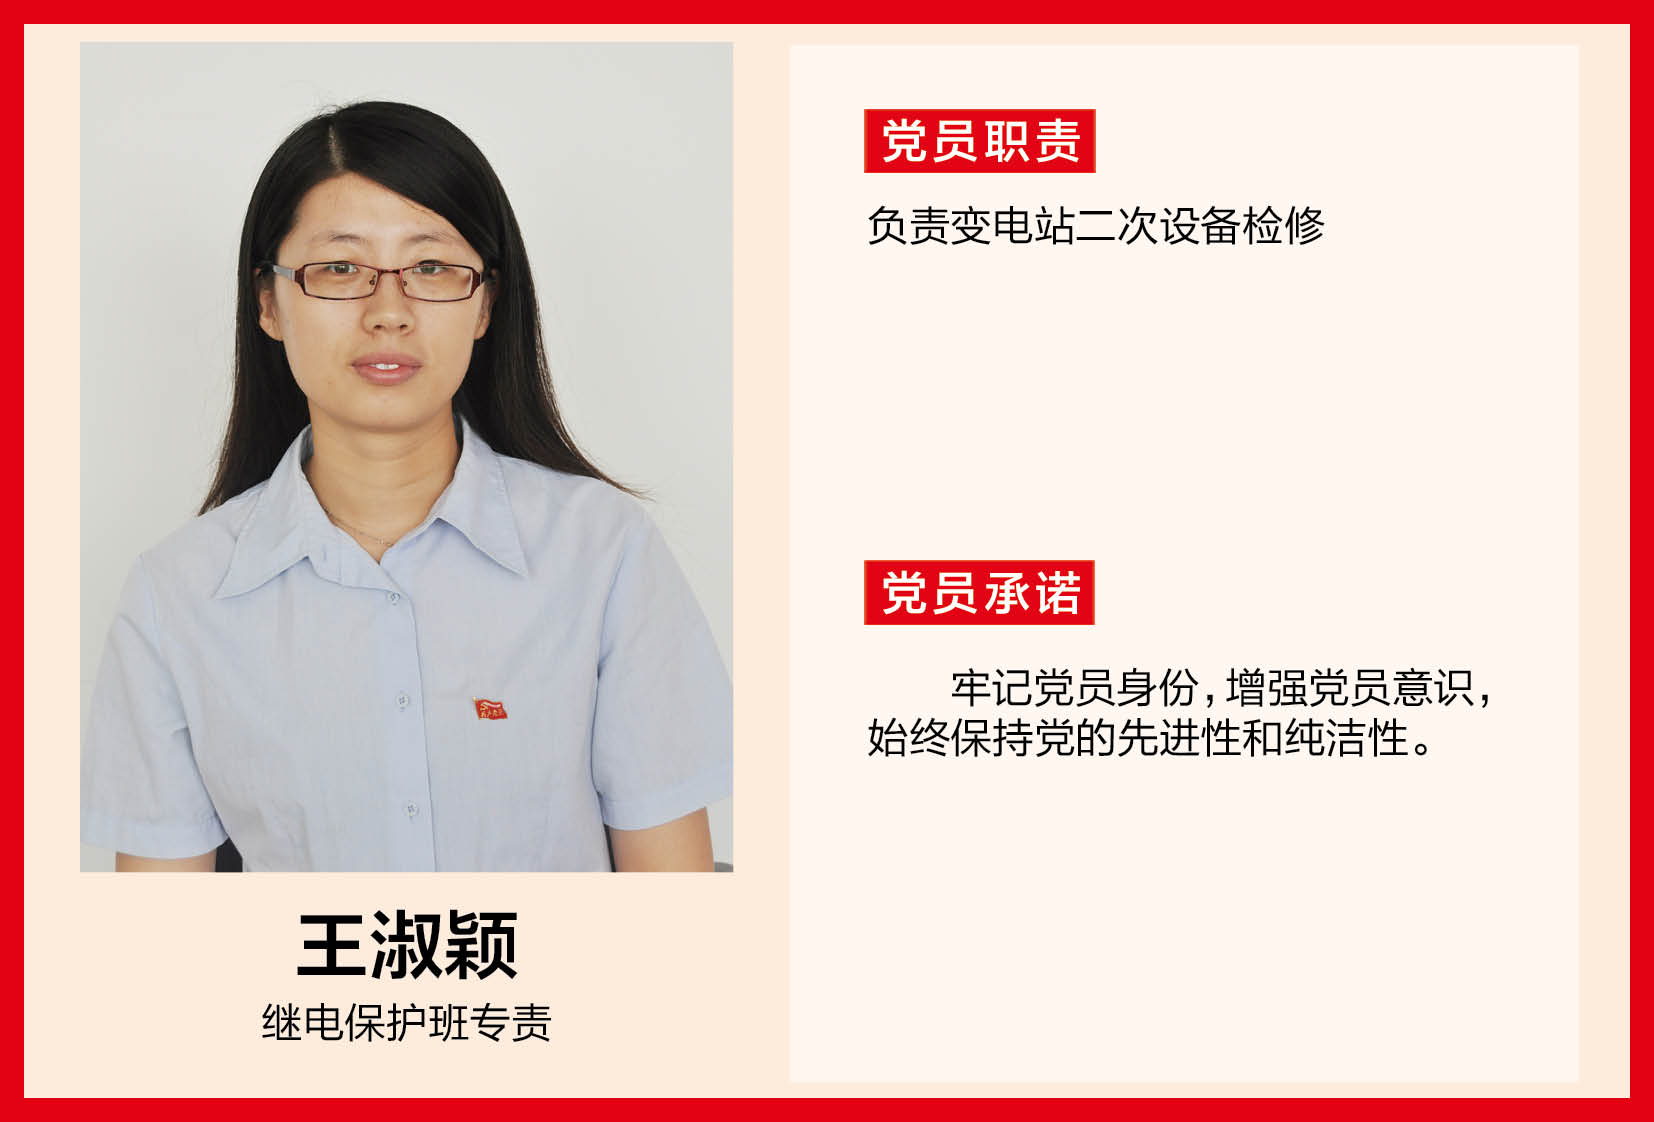 党员职责
负责变电站二次设备检修
党员承诺
牢记党员身份，增强党员意识，
始终保持党的先进性和纯洁性。
王淑颖
继电保护班专责